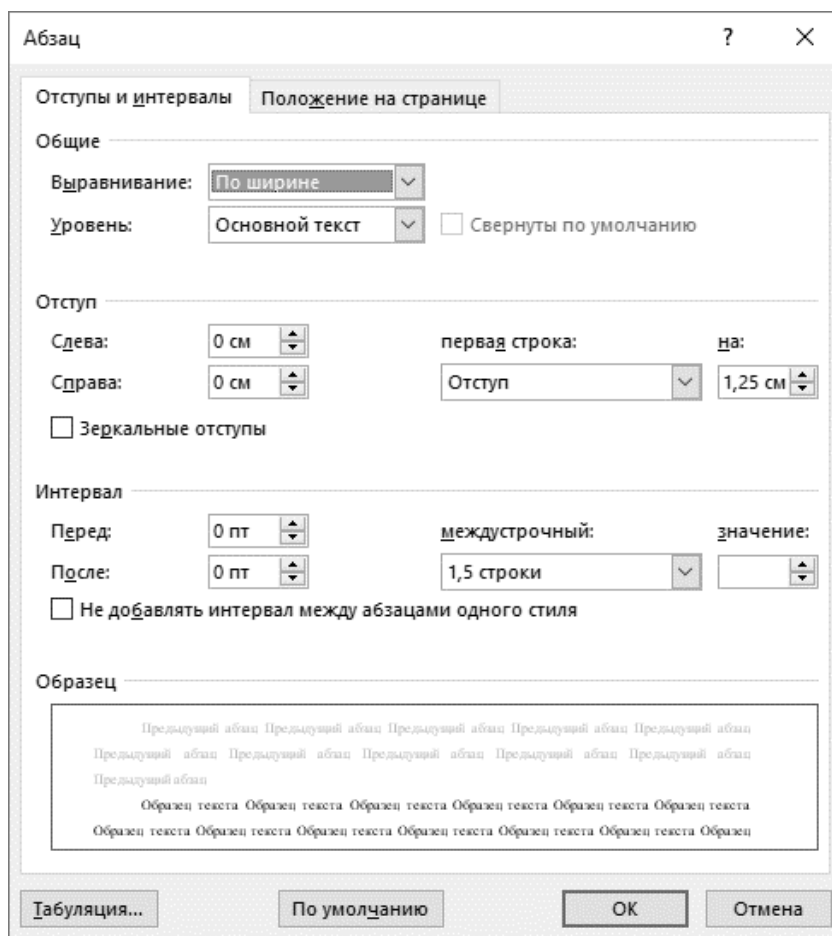 Абзац ?
Отступы и интервалы Положение на странице
Общие
Выравнивание: По ширине
Уровень: Основной текст Свернуты по умолчанию
Отступ
Слева: 0 см первая строка: на:
Справа: 0 см Отступ 1,25 см
Зеркальные отступы
Интервал
Перед: 0 пт междустрочный: значение:
После: 0 пт 1,5 строки
Не добавлять интервал между абзацами одного стиля
Образец
Предыдущий абзац Предыдущий абзац Предыдущий абзац Предыдущий абзац Предыдущий абзац
Предыдущий абзац Предыдущий абзац Предыдущий абзац Предыдущий абзац Предыдущий абзац
Предыдущий абзац
Образец текста Образец текста Образец текста Образец текста Образец текста Образец текста
Образец текста Образец текста Образец текста Образец текста Образец текста Образец текста Образец
Табуляция... По умолчанию ОК Отмена